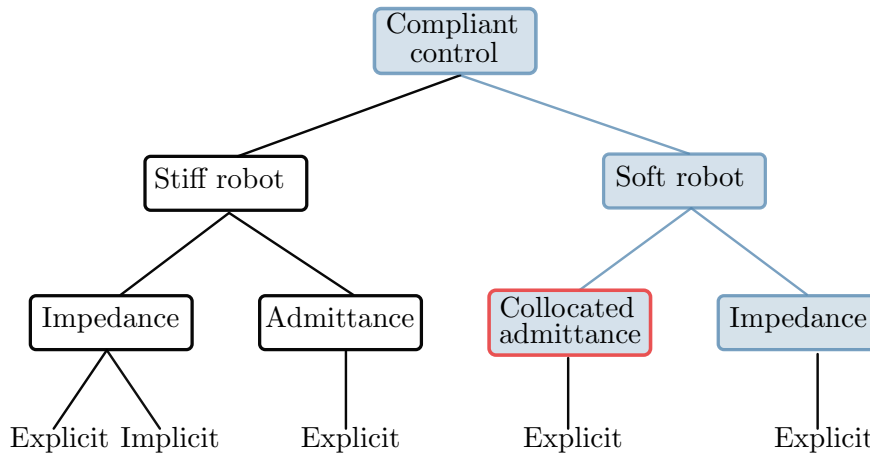 Compliant
control
Stiff robot
Soft robot
Impedance
Admittance
Collocated
admittance
Impedance
Explicit
Implicit
Explicit
Explicit
Explicit